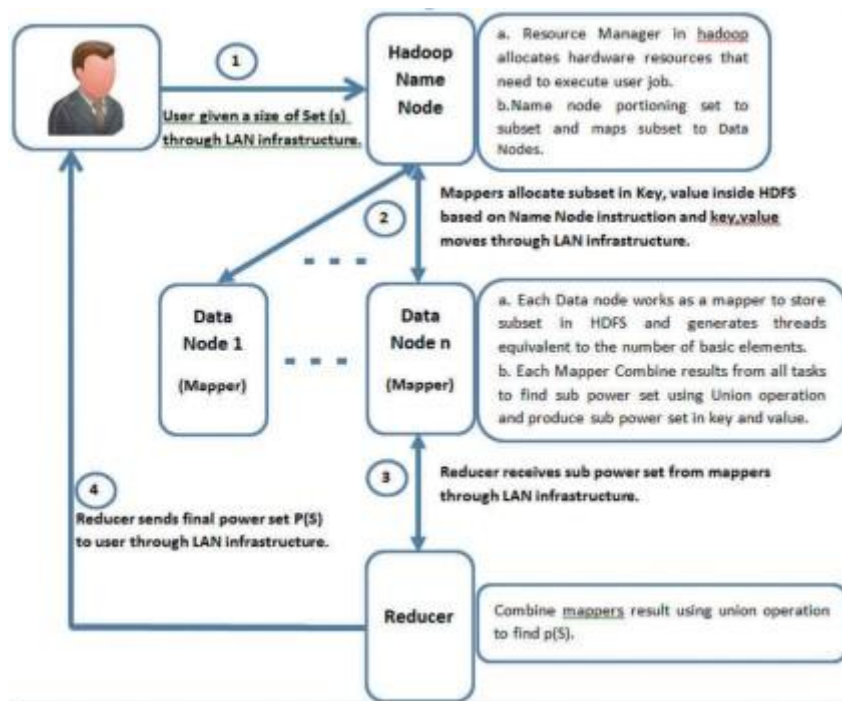 1
User given a size of Set (s)
through LAN infrastructure.
Hadoop
Name
Node
a. Resource Manager in hadoop
allocates hardware resources that
need to execute user job.
b.Name node portioning set to
subset and maps subset to Data
Nodes.
2
Mappers allocate subset in Key, value inside HDFS
based on Name Node instruction and key,value
moves through LAN infrastructure.
Data
Node 1
(Mapper)
Data
Node n
(Mapper)
a. Each Data node works as a mapper to store
subset in HDFS and generates threads
equivalent to the number of basic elements.
b. Each Mapper Combine results from all tasks
to find sub power set using Union operation
and produce sub power set in key and value.
3
Reducer receives sub power set from mappers
through LAN infrastructure.
4
Reducer sends final power set P(S)
to user through LAN infrastructure.
Reducer
Combine mappers result using union operation
to find p(S).